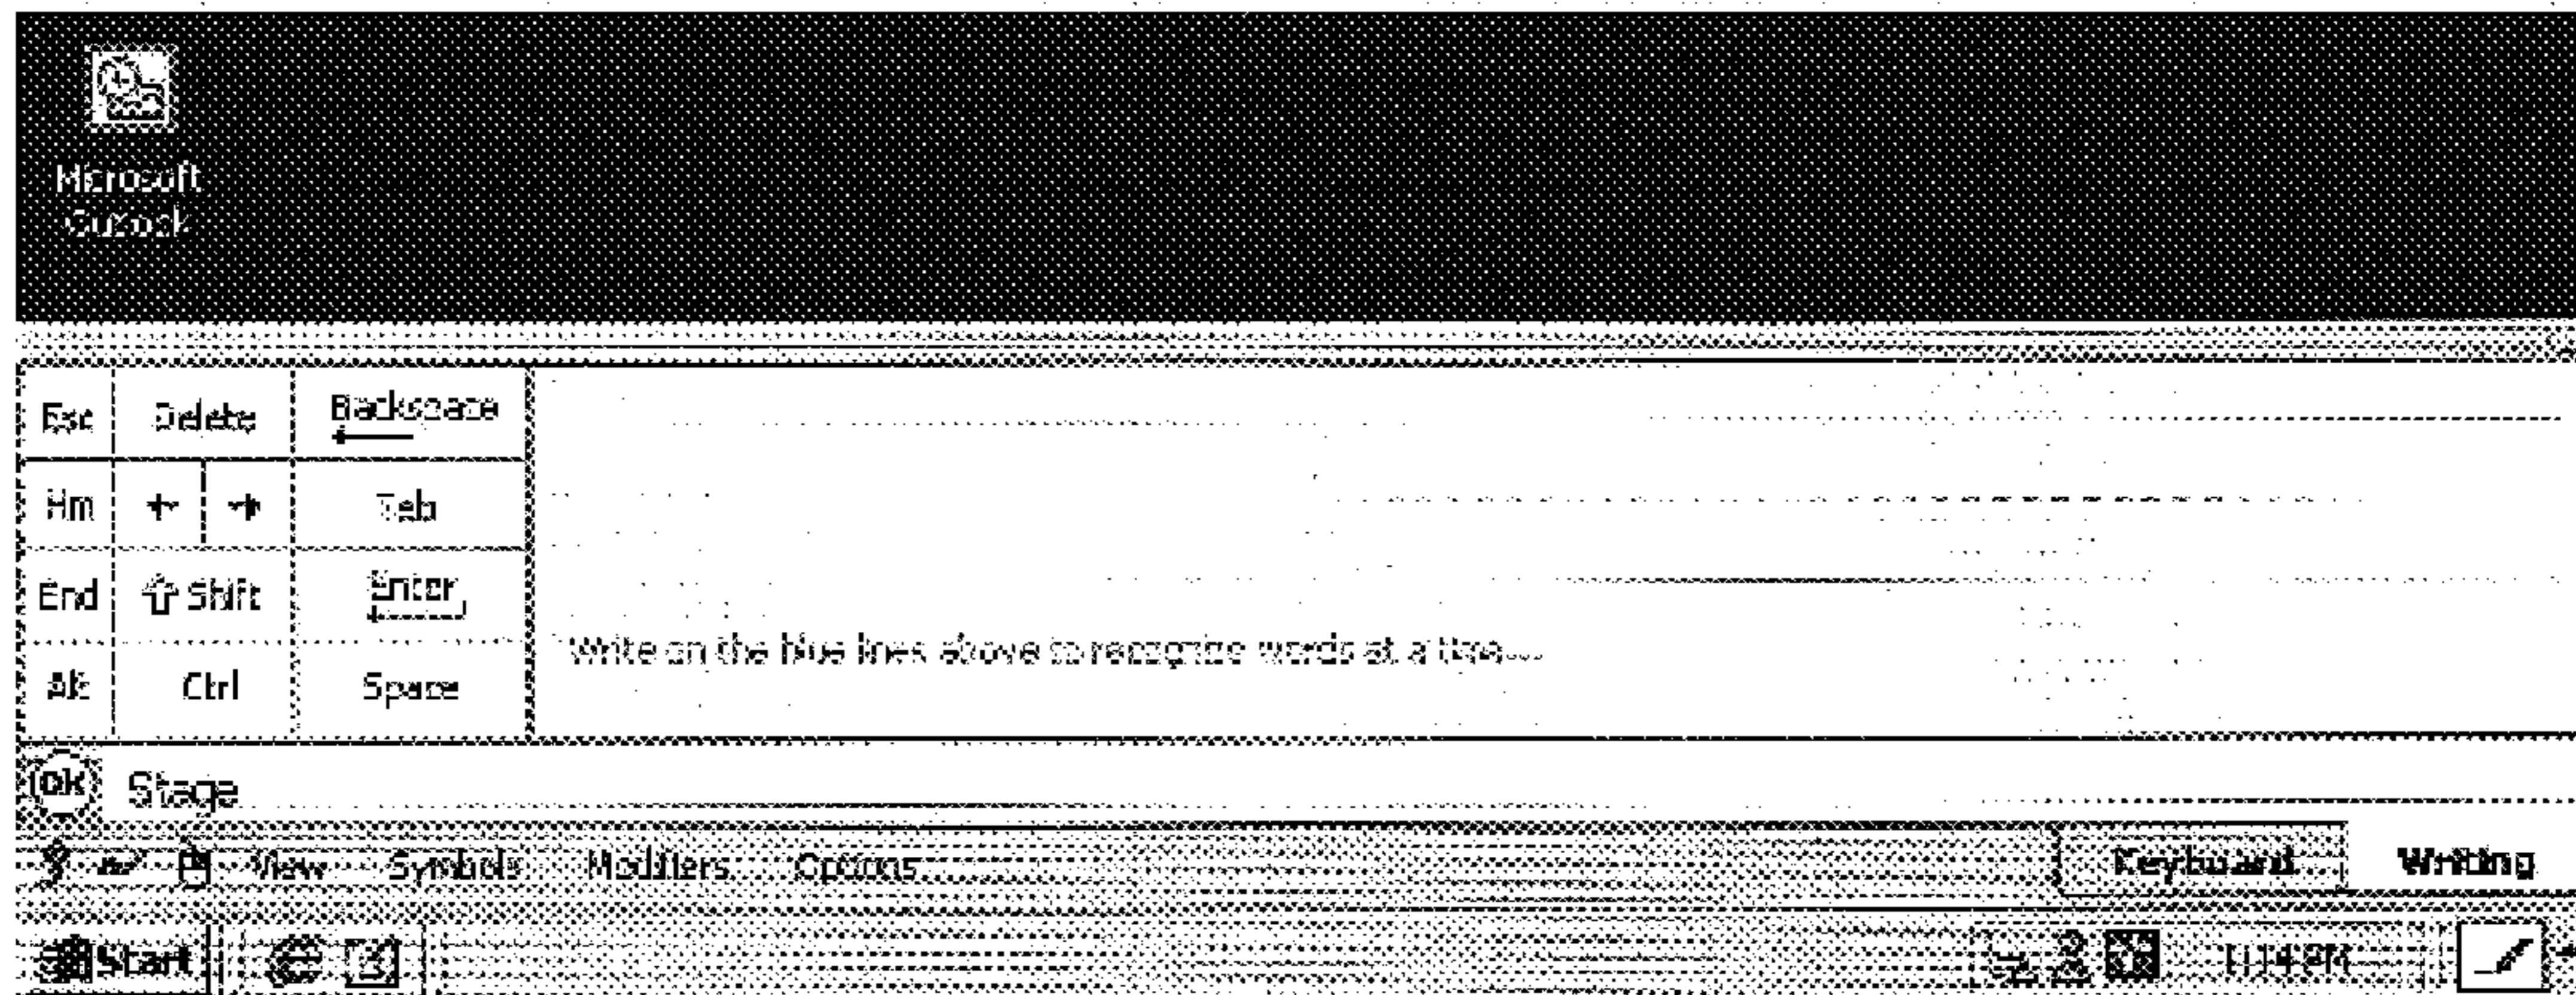 Microsoft
Outlook
Esc Delete Backspace
Hm Tab
End Shift Enter
Alt Ctrl Space
Write on the blue lines above to recognize words at a time...
Ok Stage
View Symbols Modifiers Options Keyboard Writing
Start